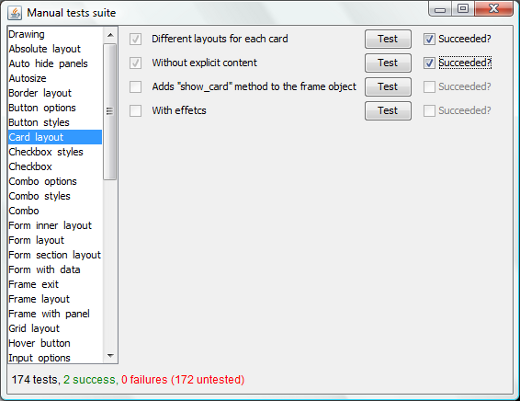 Manual tests suite
Drawing
Absolute layout
Auto hide panels
Autosize
Border layout
Button options
Button styles
Card layout
Checkbox styles
Checkbox
Combo options
Combo styles
Combo
Form inner layout
Form layout
Form section layout
Form with data
Frame exit
Frame layout
Frame with panel
Grid layout
Hover button
Input options
Different layouts for each card Test Succeeded?
Without explicit content Test Succeeded?
Adds "show_card" method to the frame object Test Succeeded?
With effetcs Test Succeeded?
174 tests, 2 success, 0 failures (172 untested)